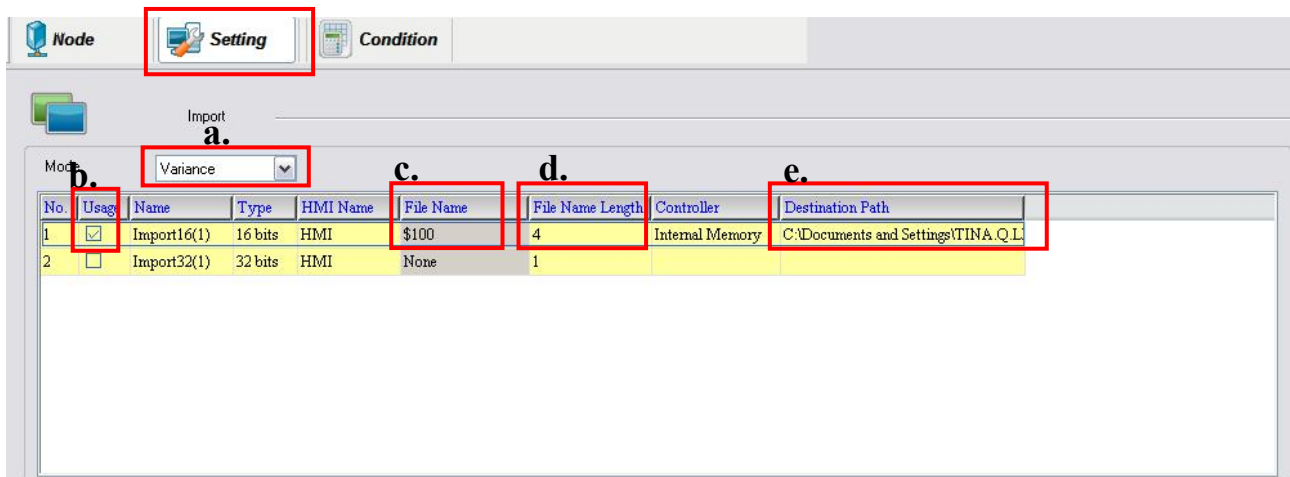 Node Setting Condition
Import
a.
Mode Variance
b. c. d. e.
No. Usage Name Type HMI Name File Name File Name Length Controller Destination Path
1 Import16(1) 16 bits HMI $100 4 Internal Memory C:\Documents and Settings\TINA.Q.L
2 Import32(1) 32 bits HMI None 1